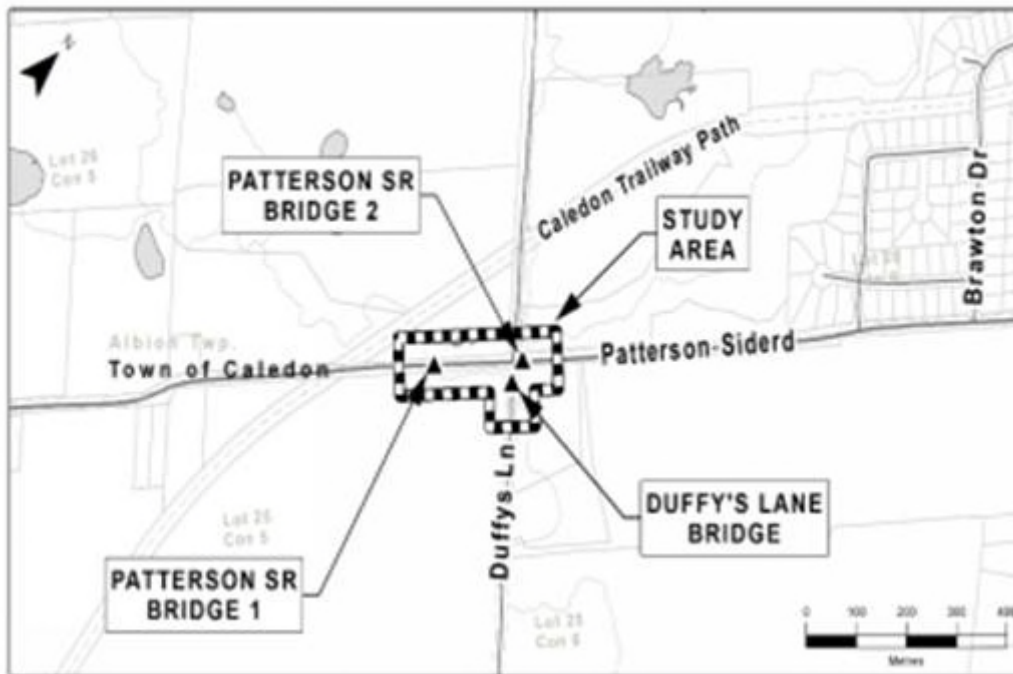 Lot 26
Con 5
PATTERSON SR
BRIDGE 2
Caledon Trailway Path
STUDY
AREA
Brawton Dr
Albion Twp.
Town of Caledon
Patterson Siderd
Lot 25
Con 5
Duffys Ln
DUFFY'S LANE
BRIDGE
PATTERSON SR
BRIDGE 1
Lot 25
Con 6
0 100 200 300 400
Metres